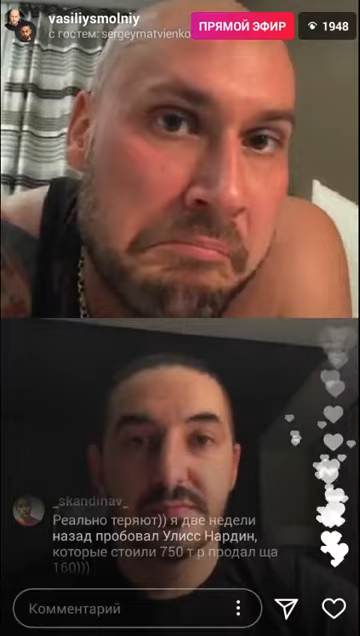 vasiliysmolniy
с гостем: sergeymatvienko
ПРЯМОЙ ЭФИР
1948
_skandinav_
Реально теряют)) я две недели
назад пробовал Улисс Нардин,
которые стоили 750 т р продал ща
160)))
Комментарий